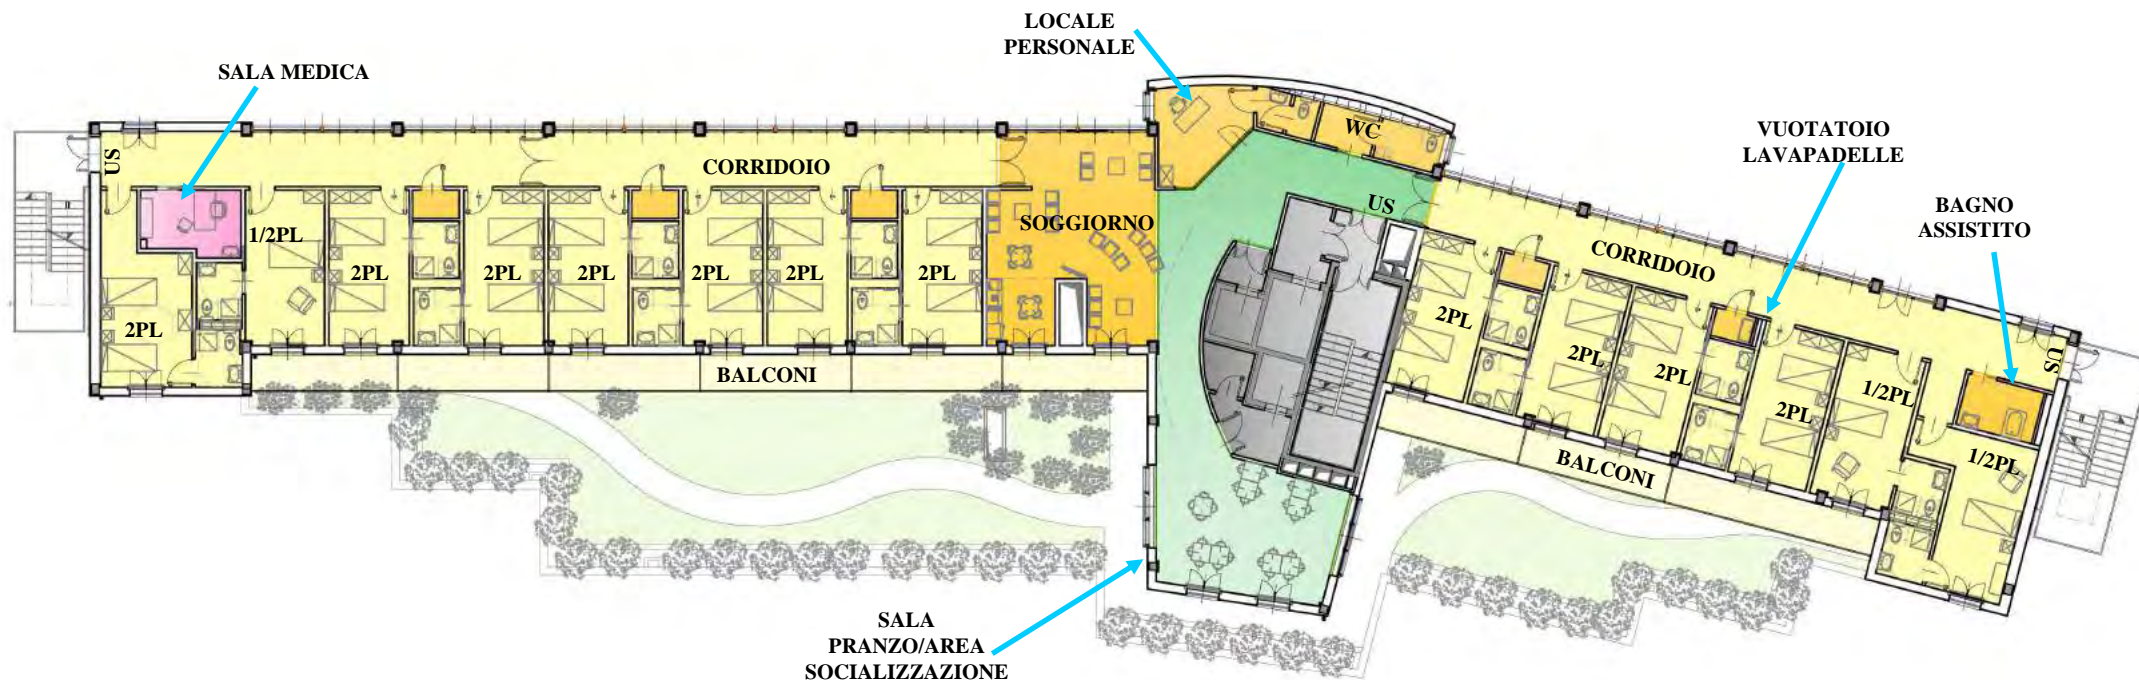 LOCALE
PERSONALE
SALA MEDICA
WC
VUOTATOIO
LAVAPADELLE
BAGNO
ASSISTITO
US
CORRIDOIO
US
SOGGIORNO
1/2PL
2PL
2PL
2PL
2PL
2PL
2PL
2PL
CORRIDOIO
US
2PL
2PL
2PL
2PL
1/2PL
1/2PL
BALCONI
BALCONI
SALA
PRANZO/AREA
SOCIALIZZAZIONE